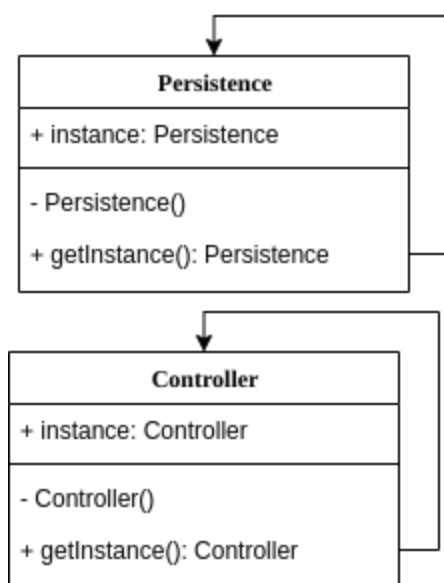 Persistence
+ instance: Persistence
- Persistence()
+ getInstance(): Persistence
Controller
+ instance: Controller
- Controller()
+ getInstance(): Controller